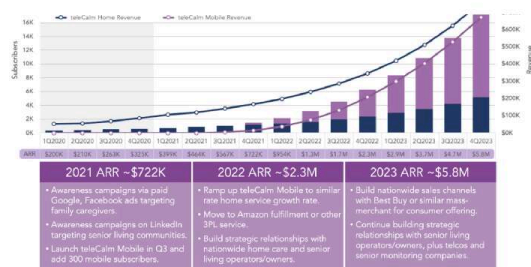 teleCalm Home Revenue teleCalm Mobile Revenue
16K
14K
12K
10K
8K
6K
4K
2K
0K
Subscribers
$600K
$500K
$400K
$300K
$200K
$100K
$0K
Revenue
1Q2020 2Q2020 3Q2020 4Q2020 1Q2021 2Q2021 3Q2021 4Q2021 1Q2022 2Q2022 3Q2022 4Q2022 1Q2023 2Q2023 3Q2023 4Q2023
ARR $200K $210K $263K $325K $399K $464K $567K $722K $954K $1.3M $1.7M $2.3M $2.9M $3.7M $4.7M $5.8M
2021 ARR ~$722K
• Awareness campaigns via paid
Google, Facebook ads targeting
family caregivers.
• Awareness campaigns on LinkedIn
targeting senior living communities.
• Launch teleCalm Mobile in Q3 and
add 300 mobile subscribers.
2022 ARR ~$2.3M
• Ramp up teleCalm Mobile to similar
rate home service growth rate.
• Move to Amazon fulfillment or other
3PL service.
• Build strategic relationships with
nationwide home care and senior
living operators/owners.
2023 ARR ~$5.8M
• Build nationwide sales channels
with Best Buy or similar mass-
merchant for consumer offering.
• Continue building strategic
relationships with senior living
operators/owners, plus telcos and
senior monitoring companies.